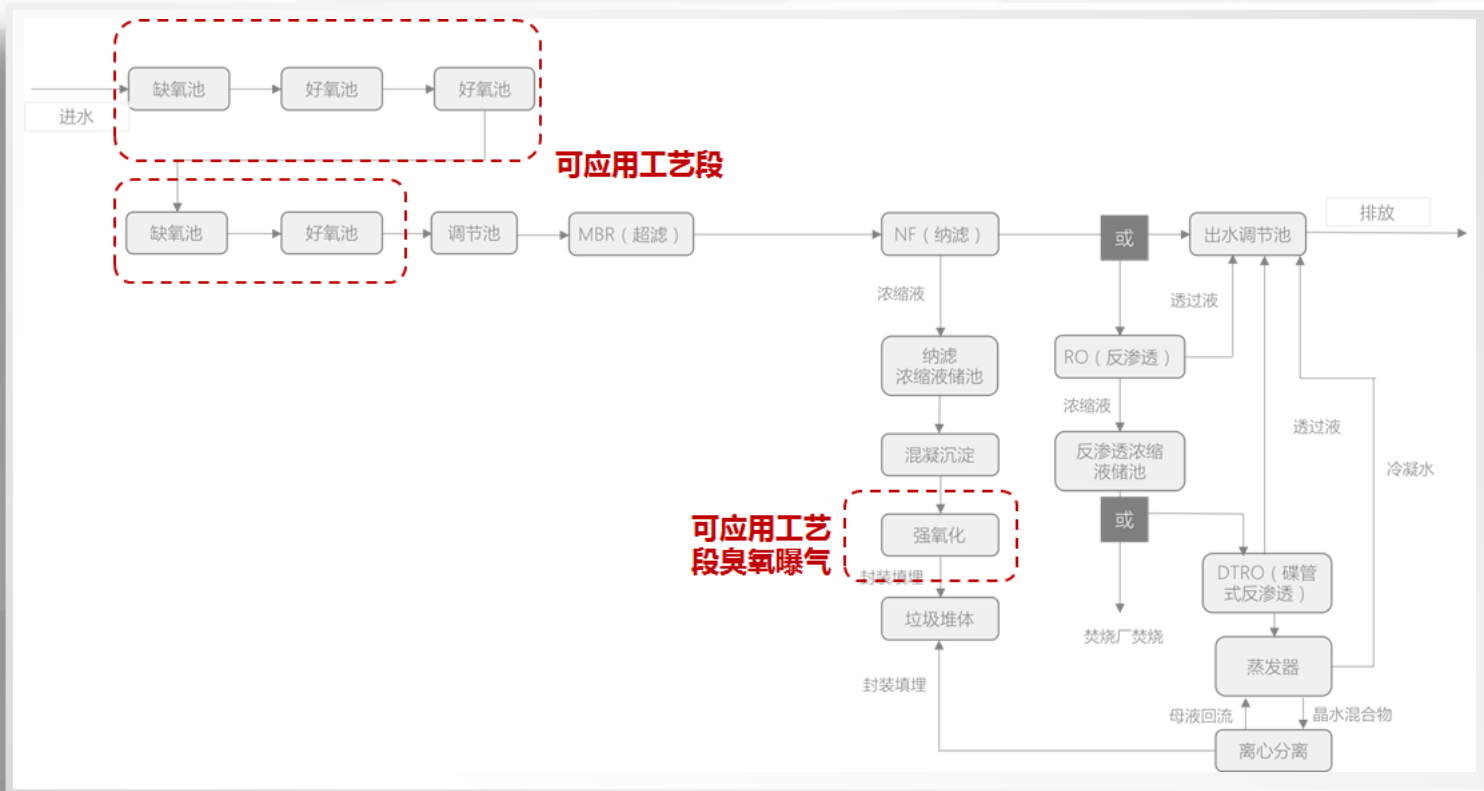 缺氧池
好氧池
好氧池
进水
可应用工艺段
缺氧池
好氧池
调节池
MBR（超滤）
NF（纳滤）
或
出水调节池
排放
浓缩液
透过液
纳滤
浓缩液储池
RO（反渗透）
浓缩液
透过液
混凝沉淀
反渗透浓缩
液储池
冷凝水
可应用工艺
段臭氧曝气
强氧化
或
封装填埋
DTRO（碟管
式反渗透）
垃圾堆体
焚烧厂焚烧
蒸发器
封装填埋
母液回流
晶水混合物
离心分离